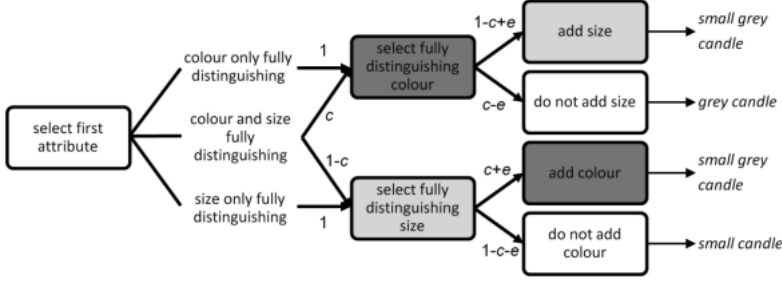 select first
attribute
colour only fully
distinguishing
colour and size
fully
distinguishing
size only fully
distinguishing
1
c
1-c
1
select fully
distinguishing
colour
select fully
distinguishing
size
1-c+e
c-e
c+e
1-c-e
add size
do not add size
add colour
do not add
colour
small grey
candle
grey candle
small grey
candle
small candle